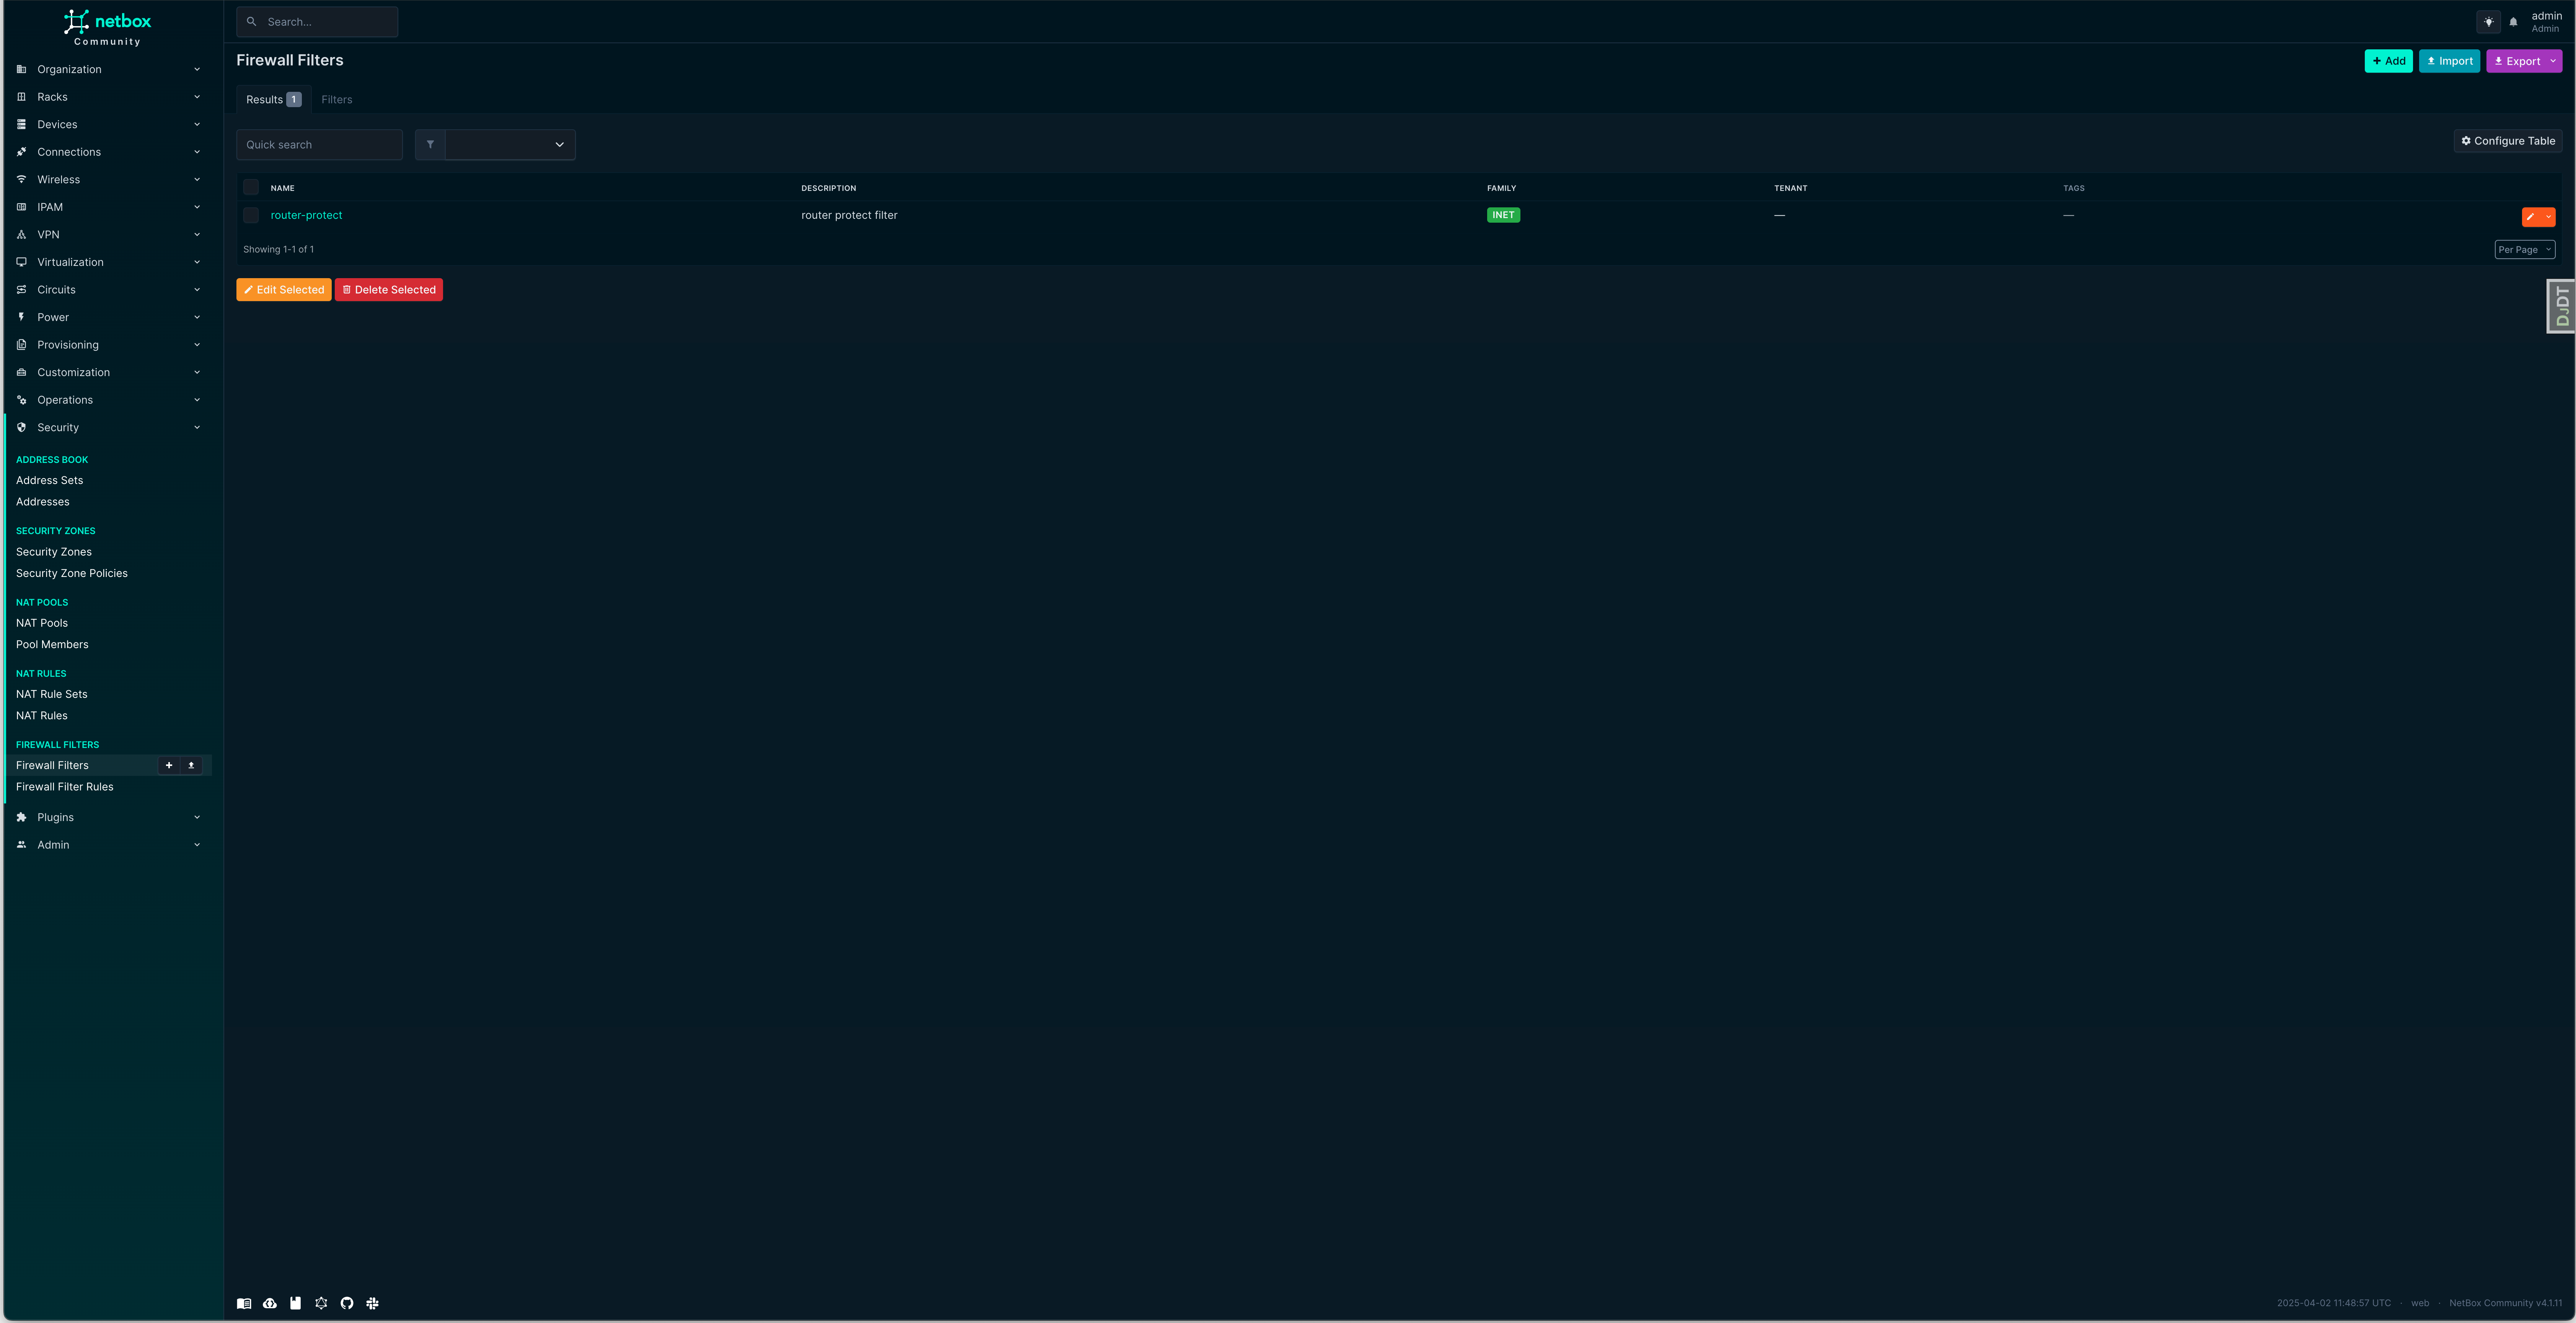 netbox
Community
Search...
admin
Admin
Organization
Racks
Devices
Connections
Wireless
IPAM
VPN
Virtualization
Circuits
Power
Provisioning
Customization
Operations
Security
ADDRESS BOOK
Address Sets
Addresses
SECURITY ZONES
Security Zones
Security Zone Policies
NAT POOLS
NAT Pools
Pool Members
NAT RULES
NAT Rule Sets
NAT Rules
FIREWALL FILTERS
Firewall Filters
Firewall Filter Rules
Plugins
Admin
Firewall Filters
Add Import Export
Results 1 Filters
Quick search
Configure Table
NAME DESCRIPTION FAMILY TENANT TAGS
router-protect router protect filter INET — —
Showing 1-1 of 1
Per Page
Edit Selected Delete Selected
DJDT
2025-04-02 11:48:57 UTC · web · NetBox Community v4.1.11